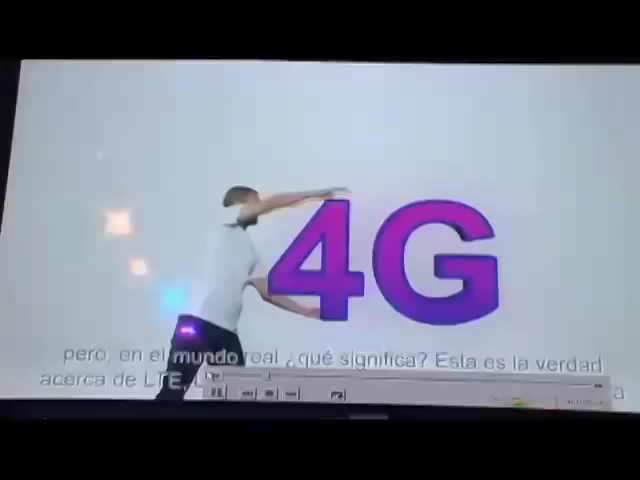 4G
pero, en el mundo real ¿qué significa? Esta es la verdad
acerca de LTE,